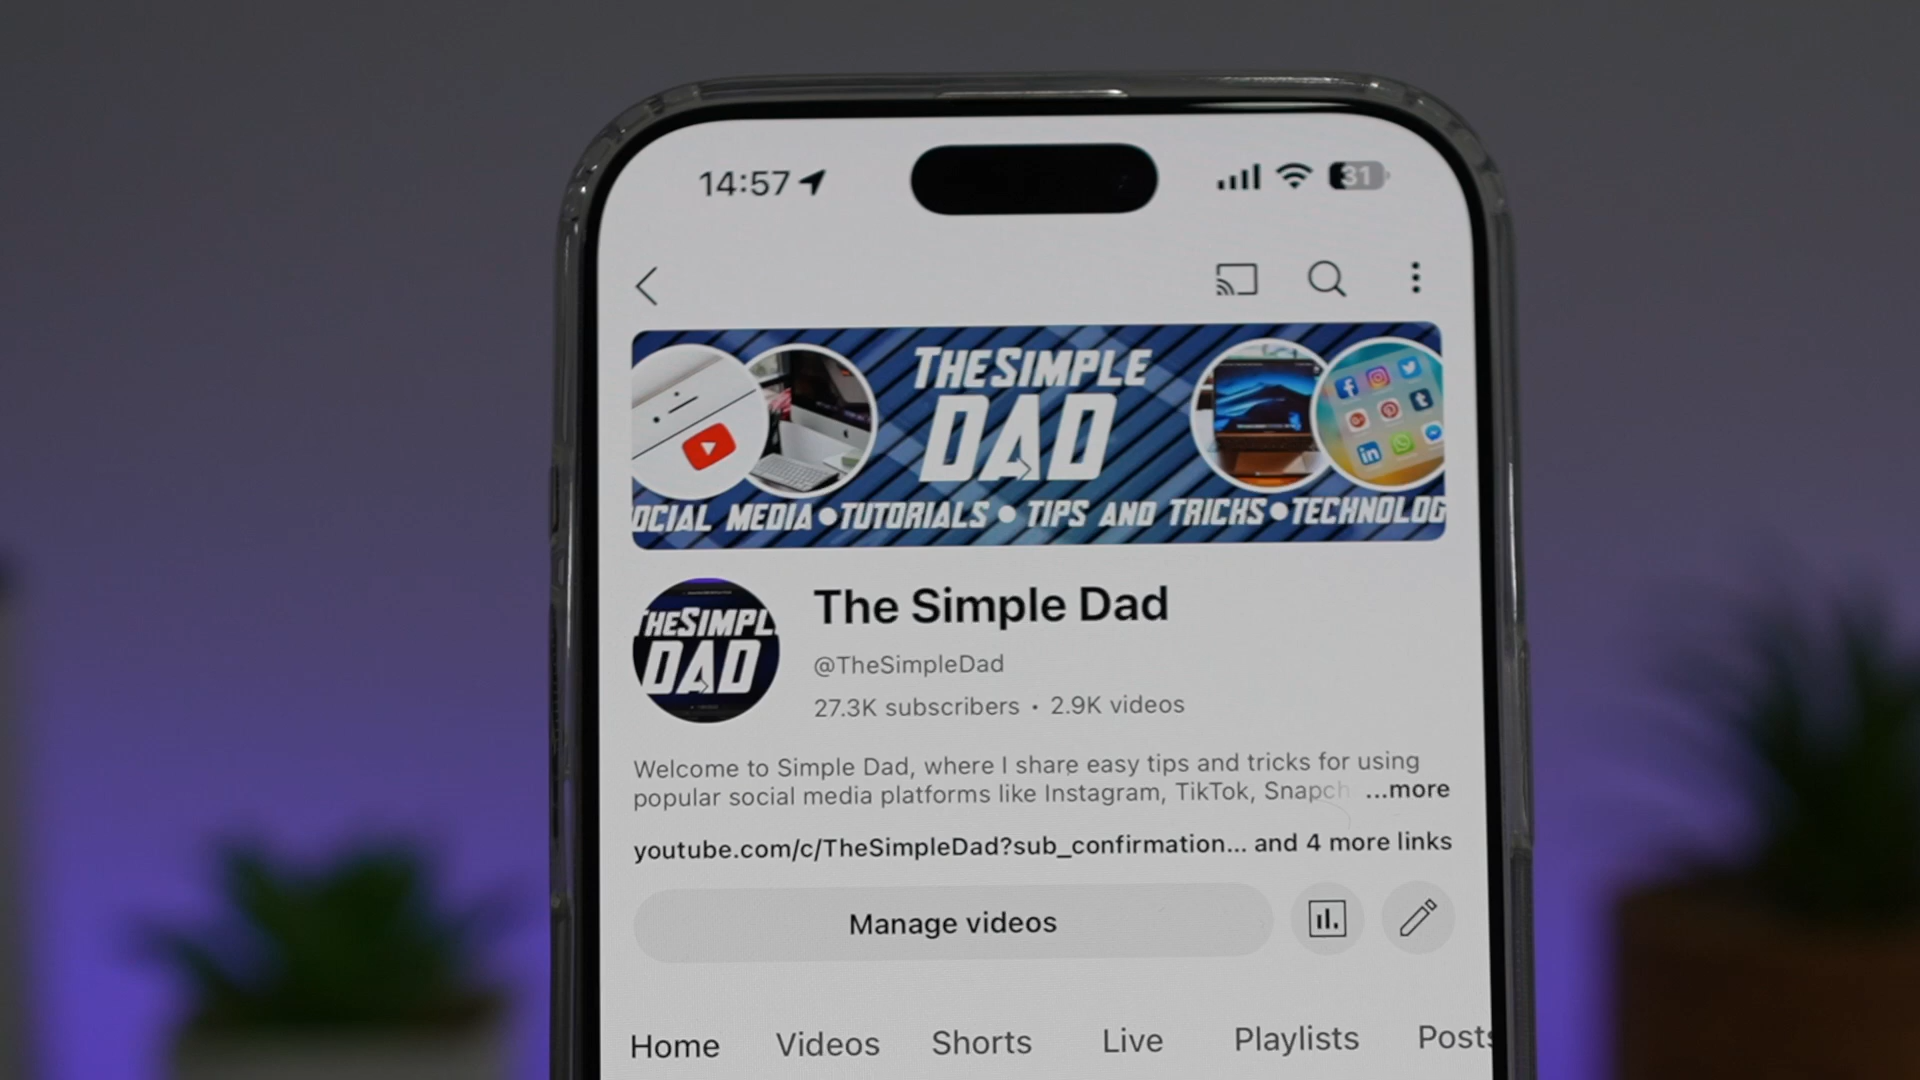 14:57
31
THE SIMPLE
DAD
OCIAL MEDIA • TUTORIALS • TIPS AND TRICKS • TECHNOLOG
HESIMPL
DAD
The Simple Dad
@TheSimpleDad
27.3K subscribers • 2.9K videos
Welcome to Simple Dad, where I share easy tips and tricks for using
popular social media platforms like Instagram, TikTok, Snapch ...more
youtube.com/c/TheSimpleDad?sub_confirmation... and 4 more links
Manage videos
Home Videos Shorts Live Playlists Posts